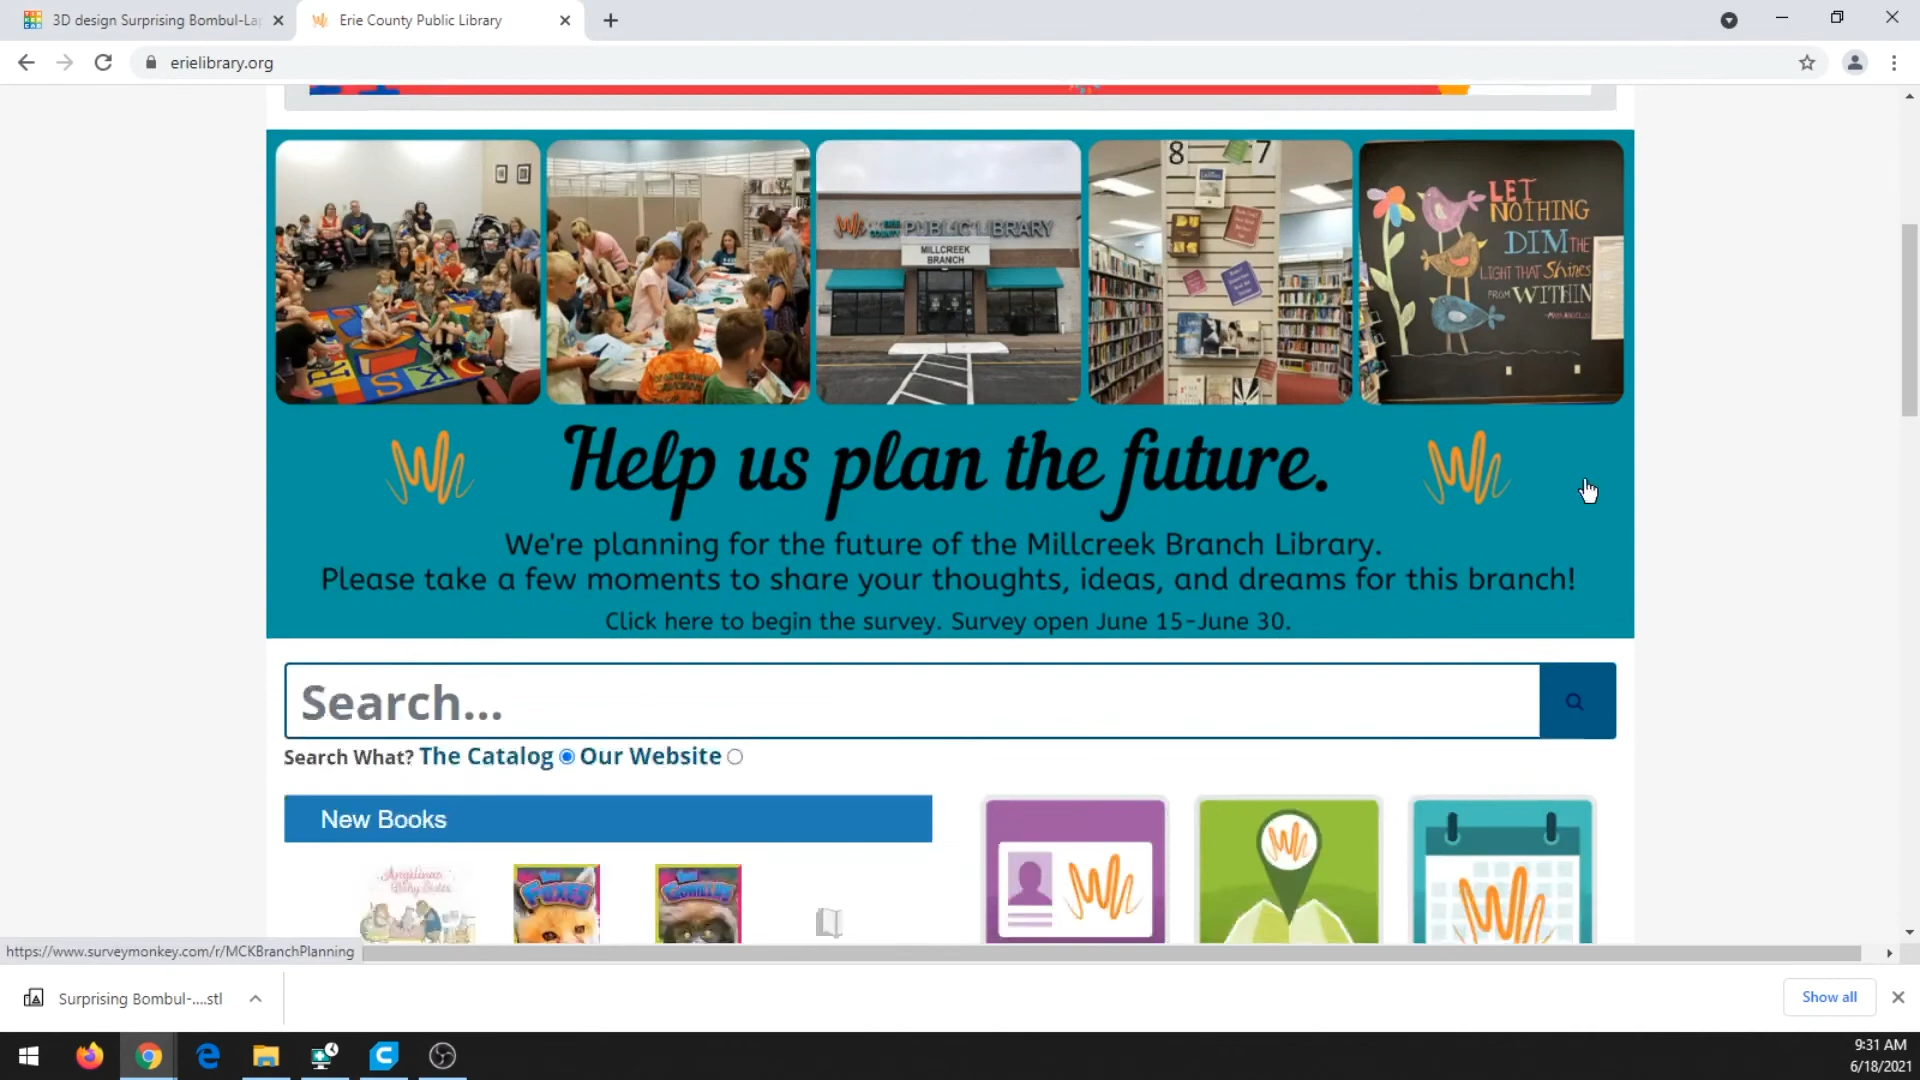 3D design Surprising Bombul-La
Erie County Public Library
erielibrary.org
PUBLIC LIBRARY
MILLCREEK
BRANCH
8 7
LET
NOTHING
DIM THE
LIGHT THAT Shines
FROM WITHIN
Help us plan the future.
We're planning for the future of the Millcreek Branch Library.
Please take a few moments to share your thoughts, ideas, and dreams for this branch!
Click here to begin the survey. Survey open June 15-June 30.
Search...
Search What? The Catalog Our Website
New Books
Angelina's
Baby Sister
FOXES
GORILLAS
https://www.surveymonkey.com/r/MCKBranchPlanning
Surprising Bombul-....stl
Show all
9:31 AM
6/18/2021